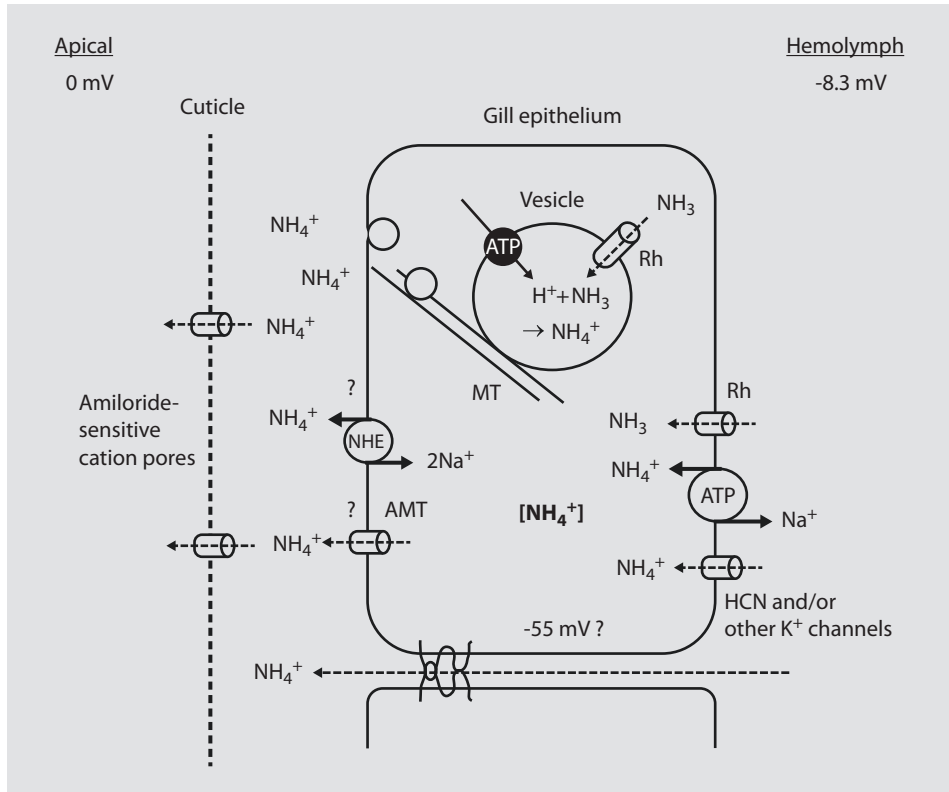 Apical
0 mV
Hemolymph
-8.3 mV
Cuticle
Gill epithelium
Vesicle
NH₃
NH₄⁺
ATP
Rh
NH₄⁺
H⁺+NH₃
→ NH₄⁺
NH₄⁺
MT
?
Rh
Amiloride-
sensitive
cation pores
NH₄⁺
NH₃
NHE
2Na⁺
NH₄⁺
ATP
?
AMT
[NH₄⁺]
Na⁺
NH₄⁺
NH₄⁺
HCN and/or
other K⁺ channels
-55 mV ?
NH₄⁺